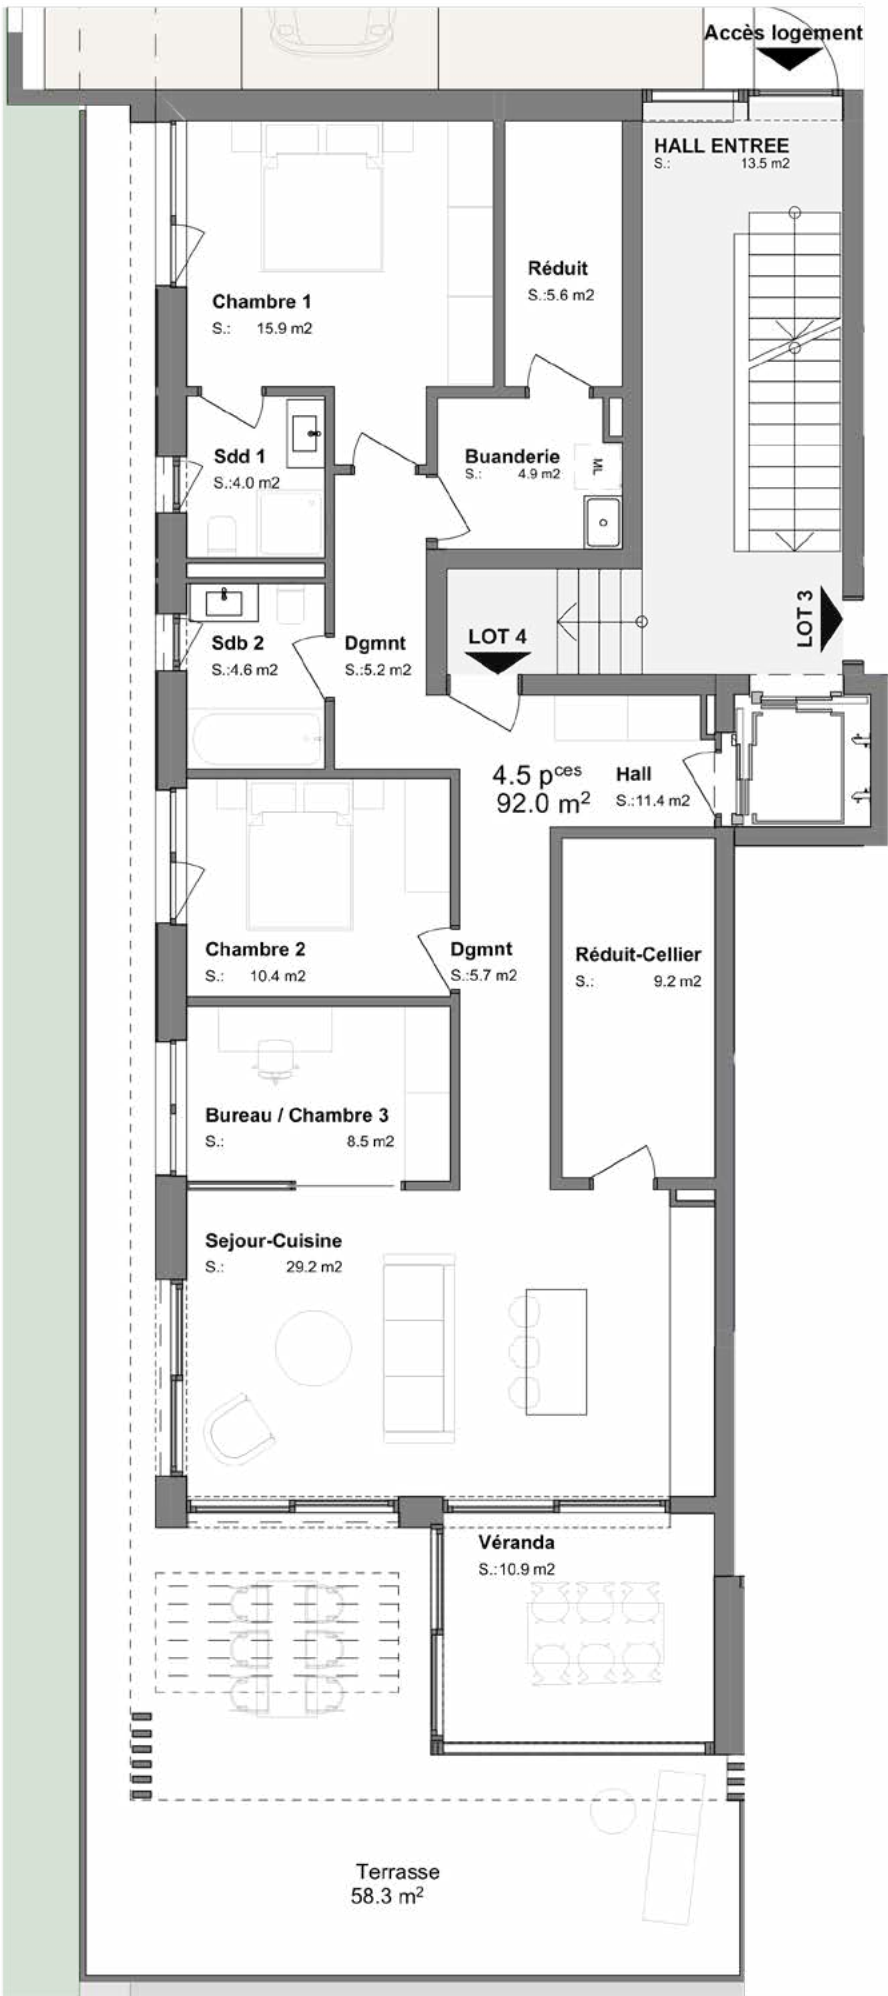 Accès logement
HALL ENTREE
S.: 13.5 m2
Réduit
S.:5.6 m2
Chambre 1
S.: 15.9 m2
Sdd 1
S.:4.0 m2
Buanderie
S.: 4.9 m2
ML
LOT 3
LOT 4
Sdb 2
S.:4.6 m2
Dgmnt
S.:5.2 m2
4.5 pces
92.0 m²
Hall
S.:11.4 m2
Chambre 2
S.: 10.4 m2
Dgmnt
S.:5.7 m2
Réduit-Cellier
S.: 9.2 m2
Bureau / Chambre 3
S.: 8.5 m2
Sejour-Cuisine
S.: 29.2 m2
Véranda
S.:10.9 m2
Terrasse
58.3 m²